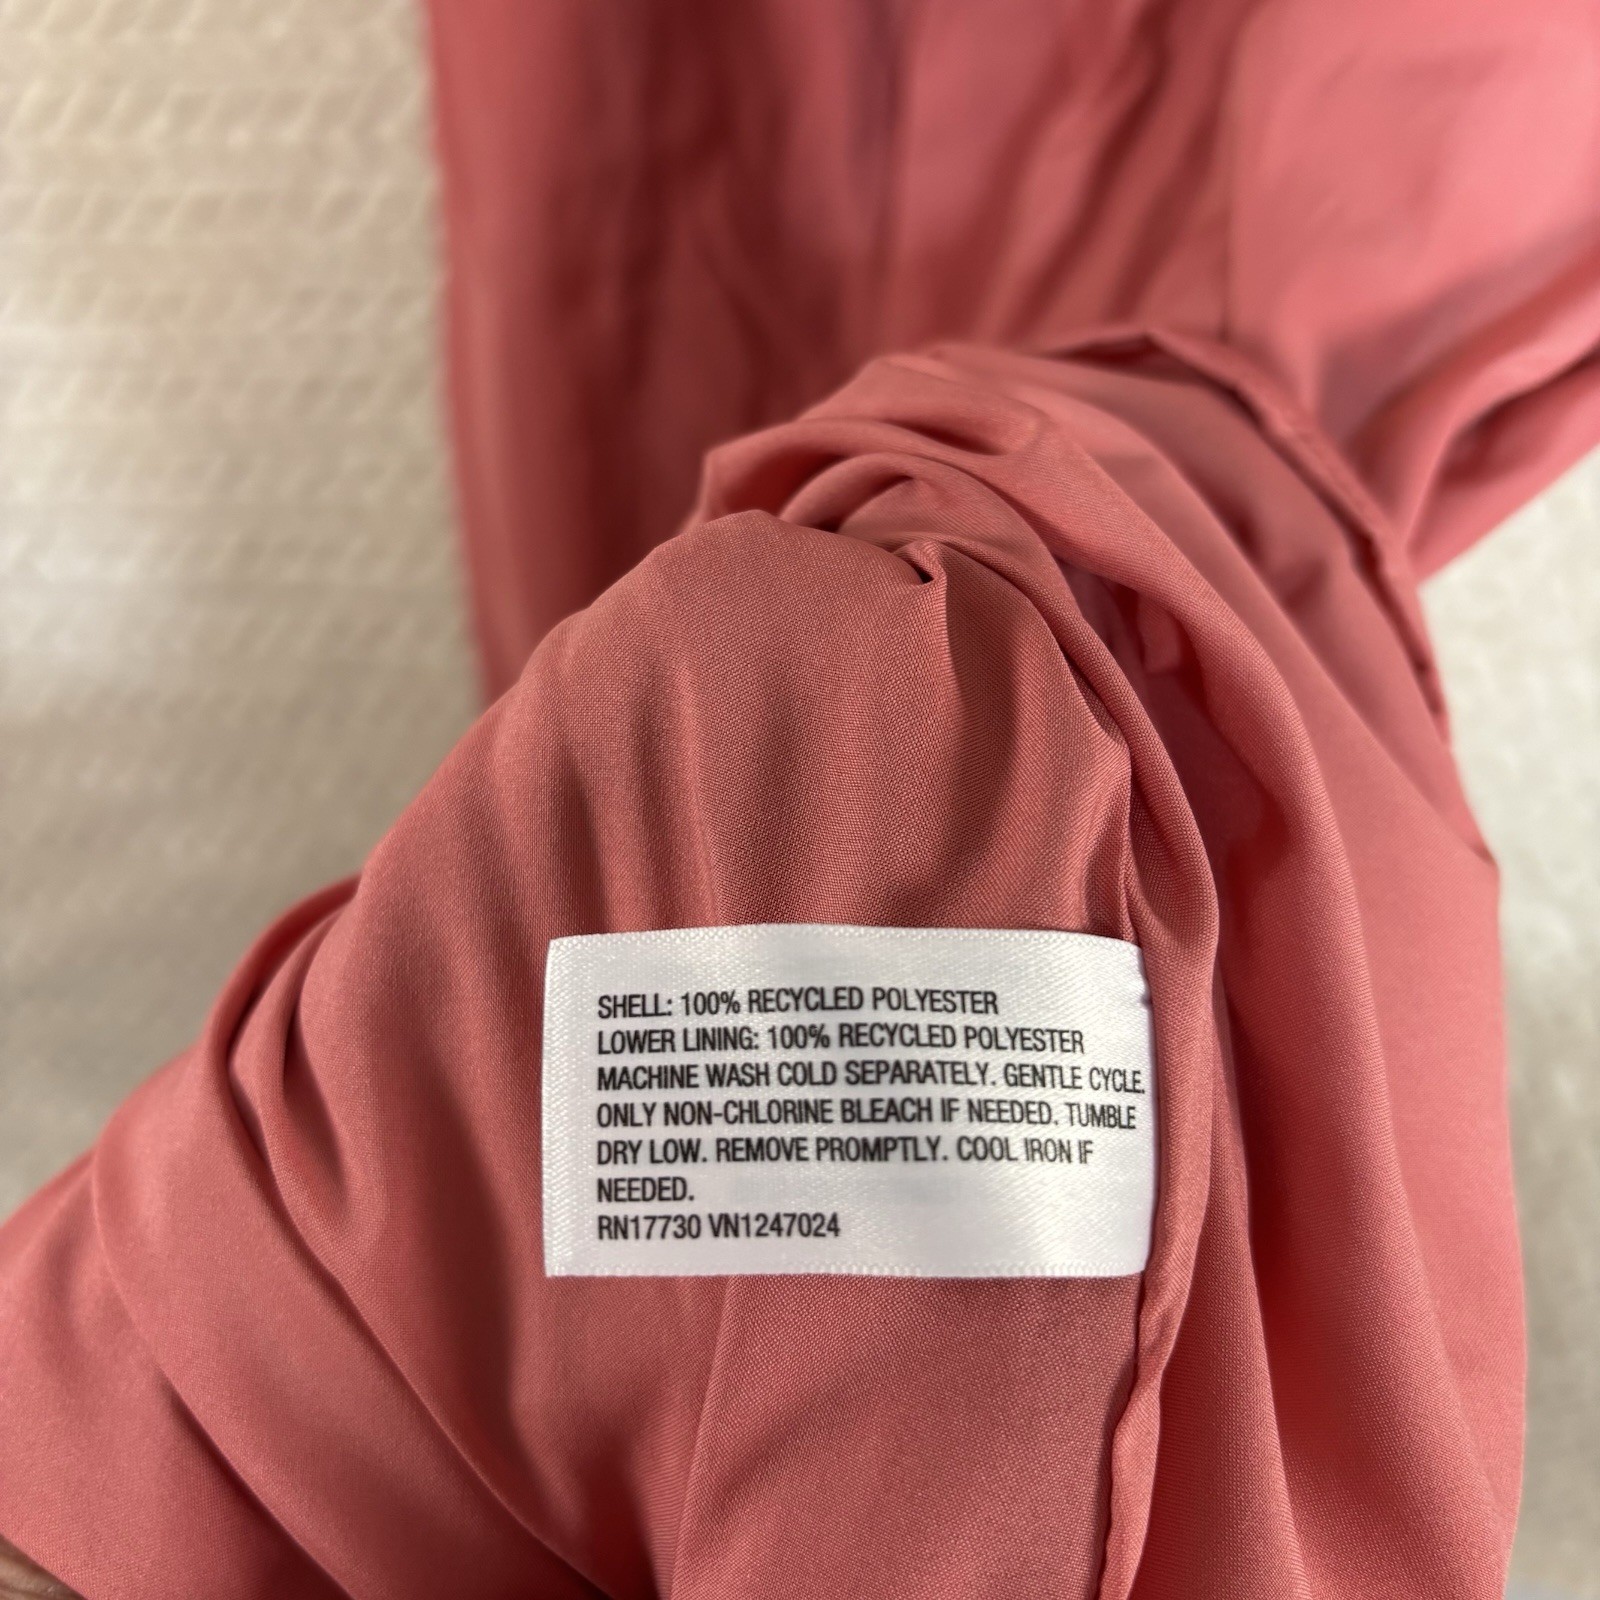 SHELL: 100% RECYCLED POLYESTER
LOWER LINING: 100% RECYCLED POLYESTER
MACHINE WASH COLD SEPARATELY. GENTLE CYCLE.
ONLY NON-CHLORINE BLEACH IF NEEDED. TUMBLE
DRY LOW. REMOVE PROMPTLY. COOL IRON IF
NEEDED.
RN17730 VN1247024